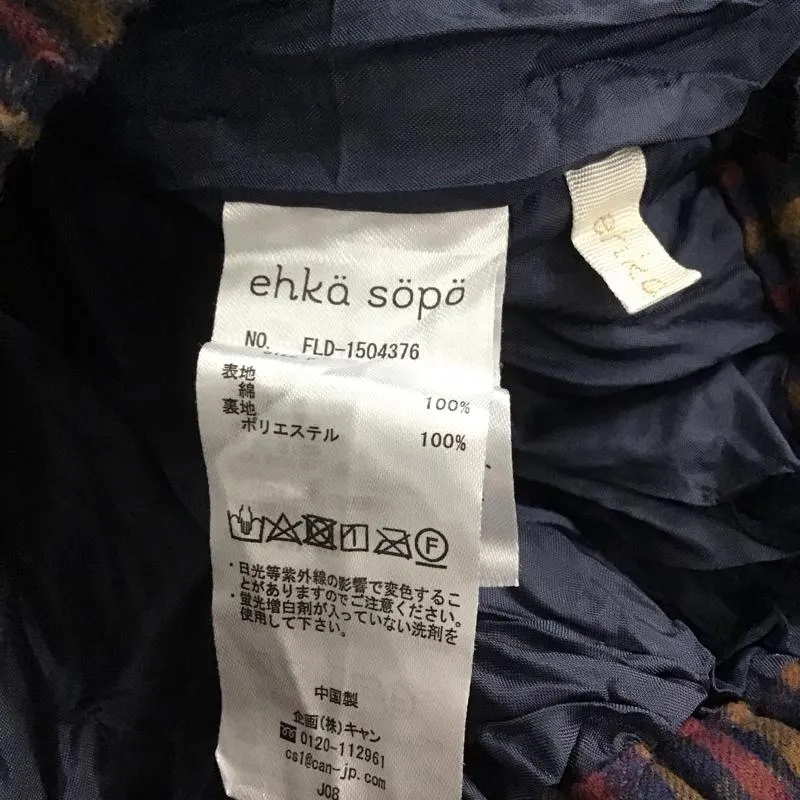 ehkä söpö
NO. FLD-1504376
表地
綿 100%
裏地
ポリエステル 100%
F
・日光等紫外線の影響で変色するこ
とがありますのでご注意ください。
・蛍光増白剤が入っていない洗剤を
使用して下さい。
中国製
企画(株)キャン
0120-112961
cs1@can-jp.com
J08